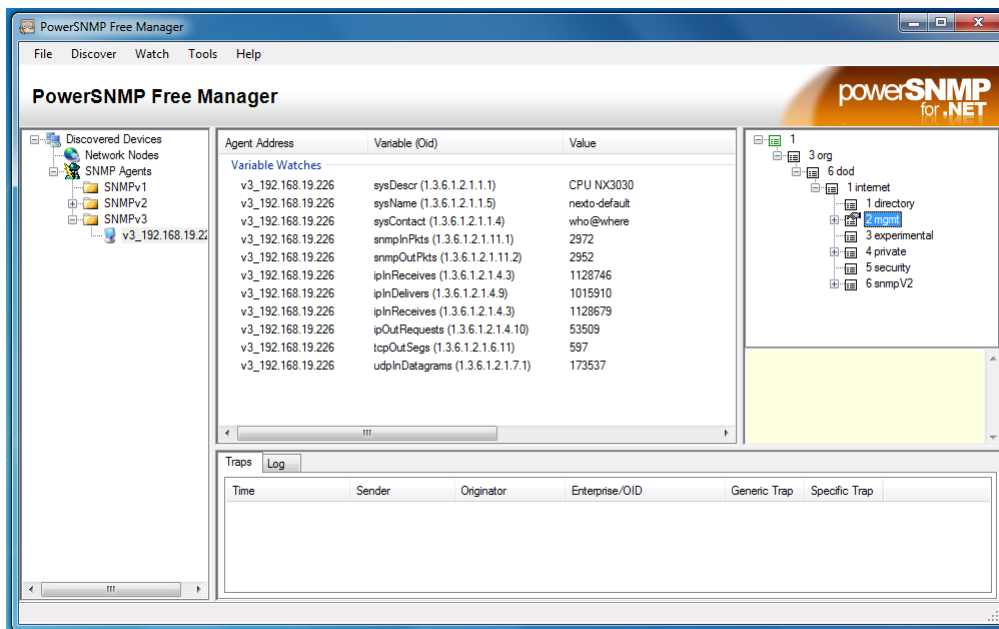 PowerSNMP Free Manager
File Discover Watch Tools Help
PowerSNMP Free Manager
powerSNMP
for .NET
Discovered Devices
Network Nodes
SNMP Agents
SNMPv1
SNMPv2
SNMPv3
v3_192.168.19.22
Agent Address Variable (Oid) Value
Variable Watches
v3_192.168.19.226 sysDescr (1.3.6.1.2.1.1.1) CPU NX3030
v3_192.168.19.226 sysName (1.3.6.1.2.1.1.5) nexto-default
v3_192.168.19.226 sysContact (1.3.6.1.2.1.1.4) who@where
v3_192.168.19.226 snmpInPkts (1.3.6.1.2.1.11.1) 2972
v3_192.168.19.226 snmpOutPkts (1.3.6.1.2.1.11.2) 2952
v3_192.168.19.226 ipInReceives (1.3.6.1.2.1.4.3) 1128746
v3_192.168.19.226 ipInDelivers (1.3.6.1.2.1.4.9) 1015910
v3_192.168.19.226 ipInReceives (1.3.6.1.2.1.4.3) 1128679
v3_192.168.19.226 ipOutRequests (1.3.6.1.2.1.4.10) 53509
v3_192.168.19.226 tcpOutSegs (1.3.6.1.2.1.6.11) 597
v3_192.168.19.226 udpInDatagrams (1.3.6.1.2.1.7.1) 173537
1
3 org
6 dod
1 internet
1 directory
2 mgmt
3 experimental
4 private
5 security
6 snmpV2
Traps Log
Time Sender Originator Enterprise/OID Generic Trap Specific Trap